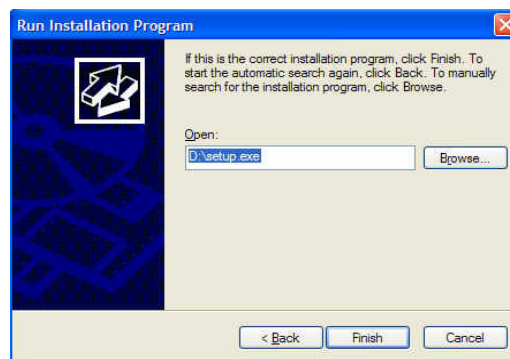 Run Installation Program
If this is the correct installation program, click Finish. To
start the automatic search again, click Back. To manually
search for the installation program, click Browse.
Open:
D:\setup.exe
Browse...
< Back
Finish
Cancel